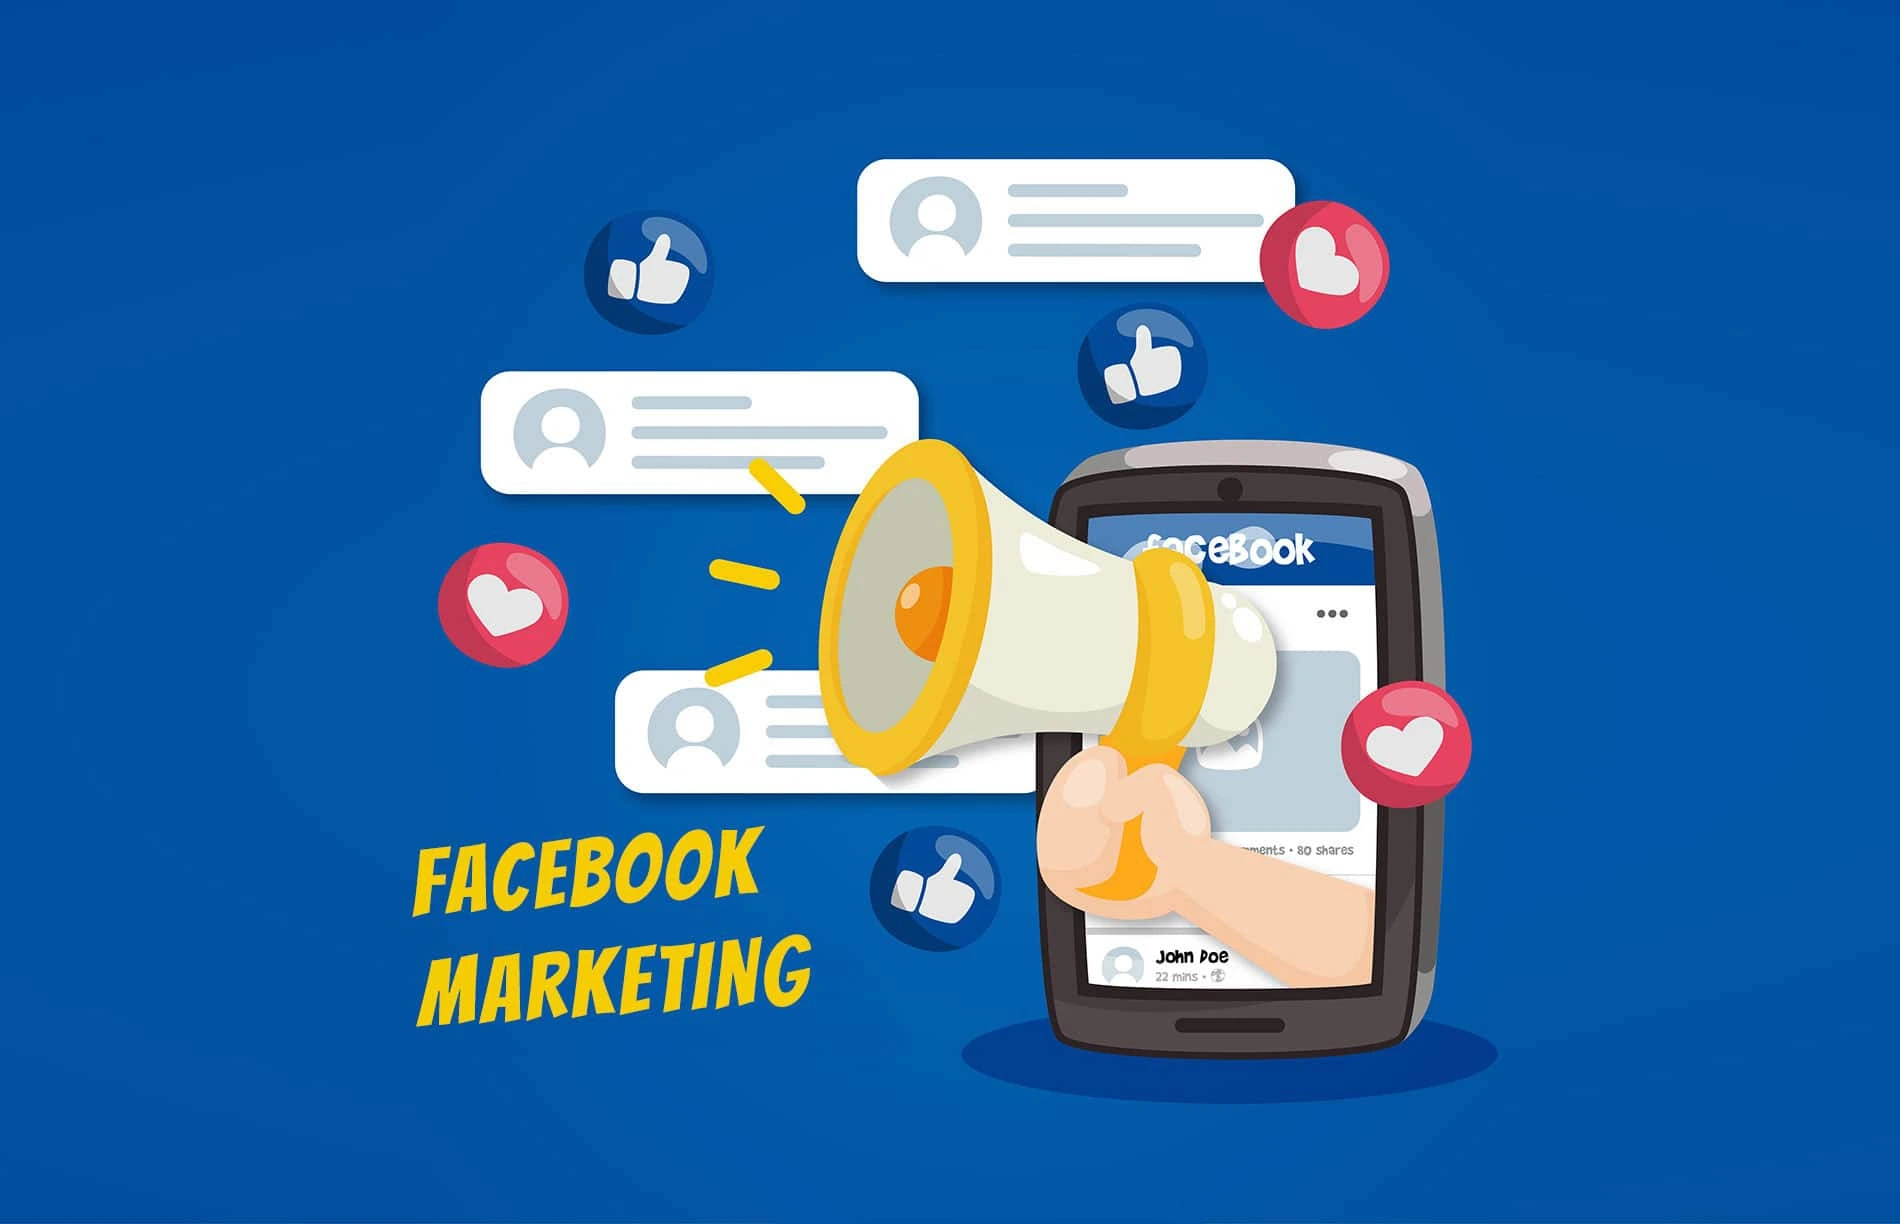 faceBook
• 80 shares
FACEBOOK
MARKETING
John Doe
22 mins •